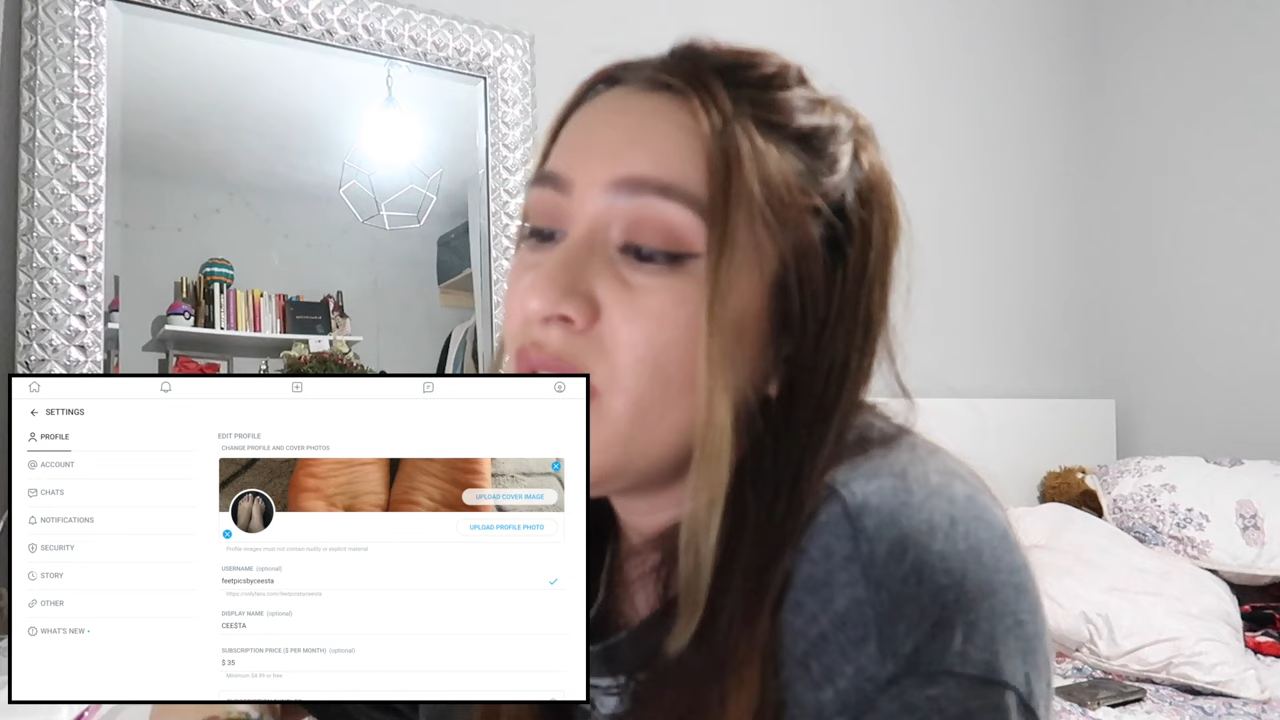 SETTINGS
PROFILE
ACCOUNT
CHATS
NOTIFICATIONS
SECURITY
STORY
OTHER
WHAT'S NEW •
EDIT PROFILE
CHANGE PROFILE AND COVER PHOTOS
UPLOAD COVER IMAGE
UPLOAD PROFILE PHOTO
Profile images must not contain nudity or explicit material
USERNAME (optional)
feetpicsbyceesta
https://onlyfans.com/feetpicsbyceesta
DISPLAY NAME (optional)
CEE$TA
SUBSCRIPTION PRICE ($ PER MONTH) (optional)
$ 35
Minimum $4.99 or free